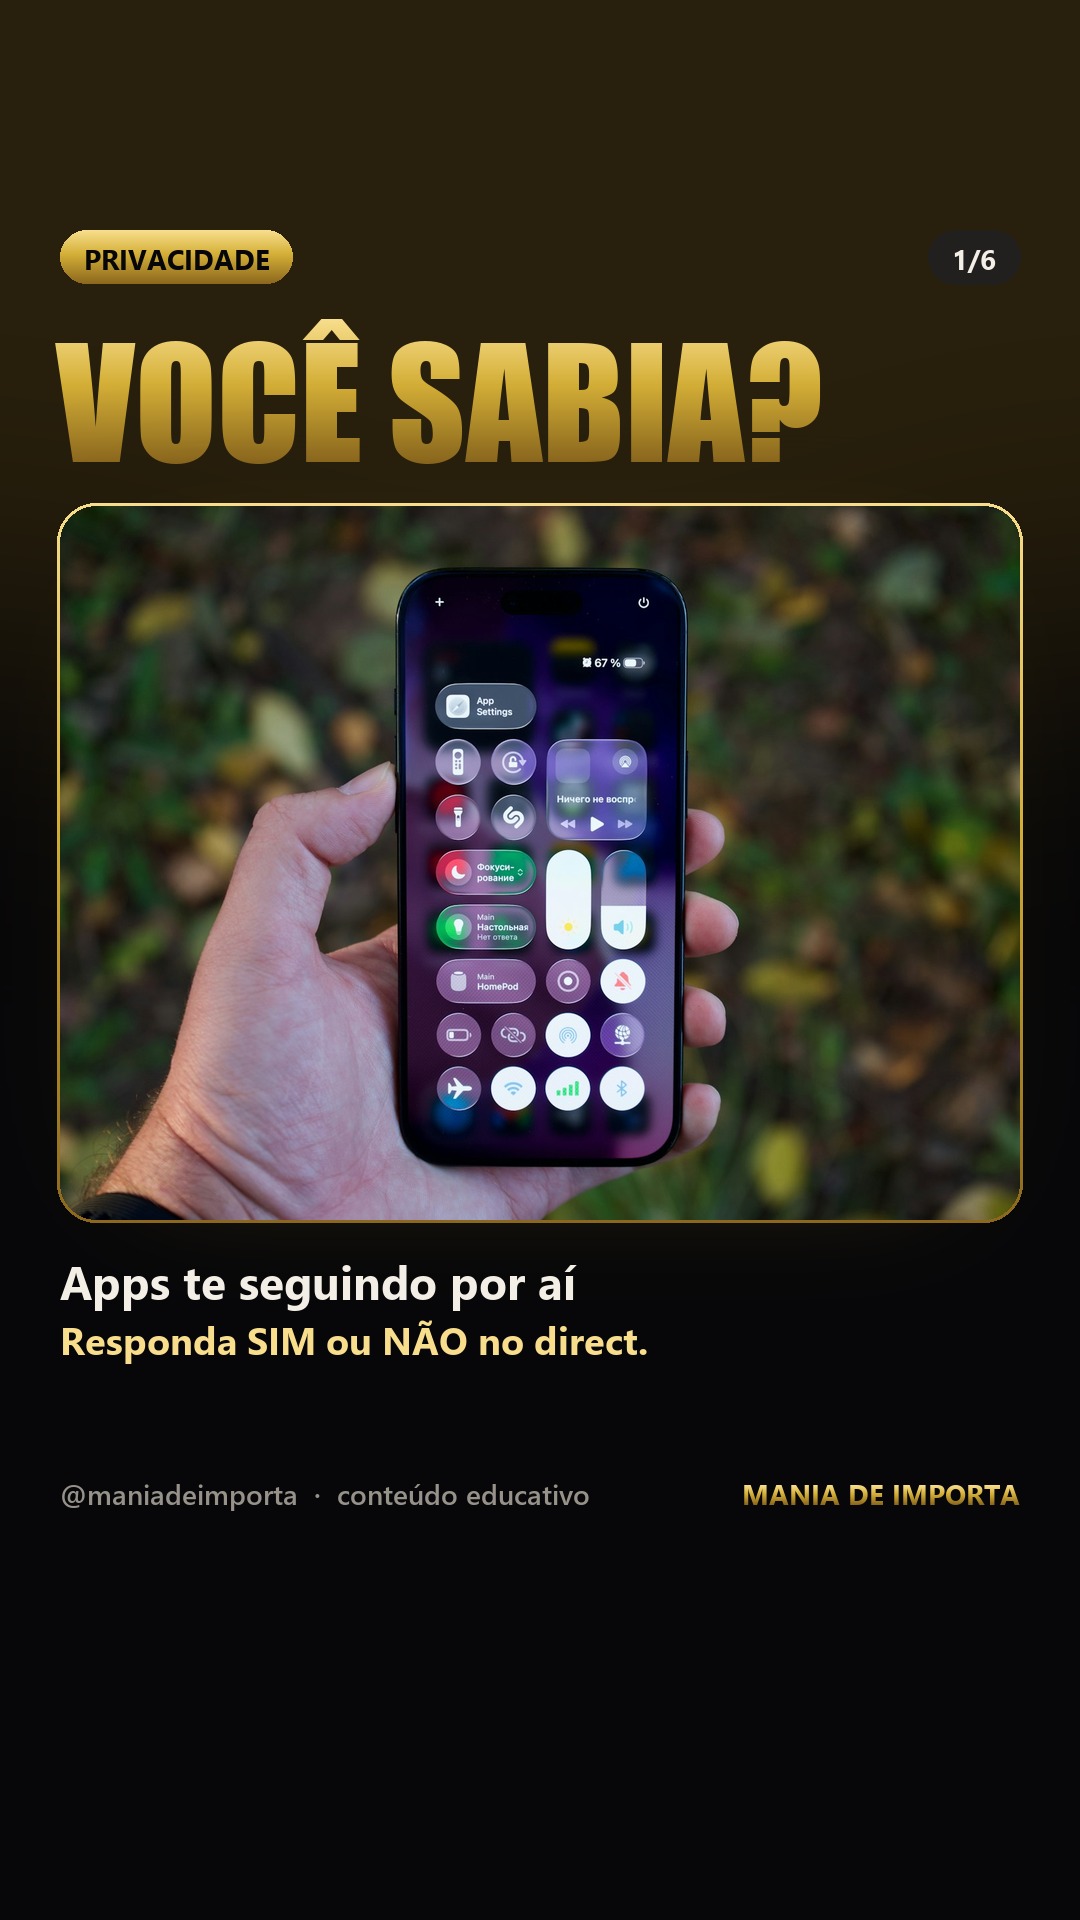 PRIVACIDADE
1/6
VOCÊ SABIA?
67 %
App
Settings
Ничего не воспр
Фокуси-
рование
Main
Настольная
Нет ответа
Main
HomePod
Apps te seguindo por aí
Responda SIM ou NÃO no direct.
@maniadeimporta · conteúdo educativo
MANIA DE IMPORTA